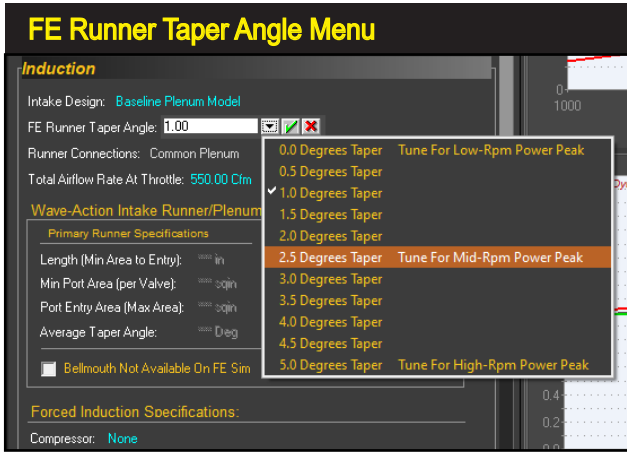 FE Runner Taper Angle Menu
Induction
Intake Design: Baseline Plenum Model
FE Runner Taper Angle: 1.00
Runner Connections: Common Plenum
Total Airflow Rate At Throttle: 550.00 Cfm
Wave-Action Intake Runner/Plenum
Primary Runner Specifications
Length (Min Area to Entry): *** in
Min Port Area (per Valve): *** sqin
Port Entry Area (Max Area): *** sqin
Average Taper Angle: *** Deg
Bellmouth Not Available On FE Sim
Forced Induction Specifications:
Compressor: None
0.0 Degrees Taper Tune For Low-Rpm Power Peak
0.5 Degrees Taper
1.0 Degrees Taper
1.5 Degrees Taper
2.0 Degrees Taper
2.5 Degrees Taper Tune For Mid-Rpm Power Peak
3.0 Degrees Taper
3.5 Degrees Taper
4.0 Degrees Taper
4.5 Degrees Taper
5.0 Degrees Taper Tune For High-Rpm Power Peak
0
1000
Dy
0.4
0.2
0.0